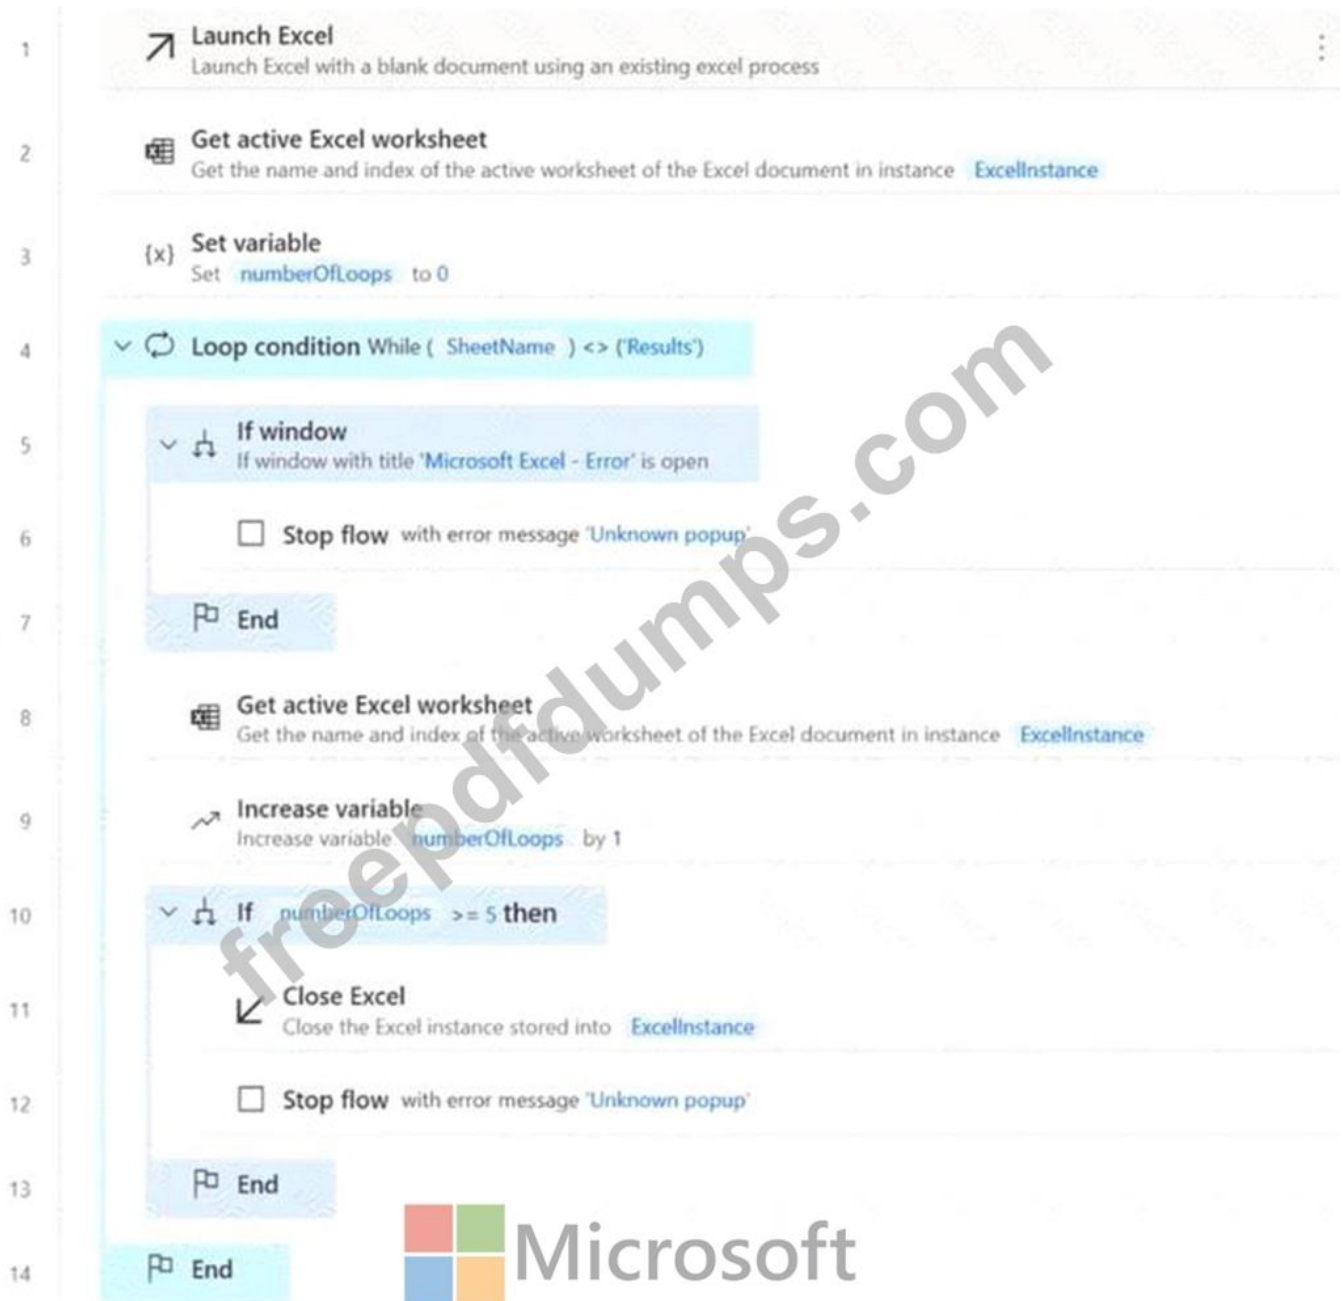 1
Launch Excel
Launch Excel with a blank document using an existing excel process
2
Get active Excel worksheet
Get the name and index of the active worksheet of the Excel document in instance ExcelInstance
3
{x} Set variable
Set numberOfLoops to 0
4
Loop condition While ( SheetName ) <> ('Results')
5
If window
If window with title 'Microsoft Excel - Error' is open
6
Stop flow with error message 'Unknown popup'
7
End
8
Get active Excel worksheet
Get the name and index of the active worksheet of the Excel document in instance ExcelInstance
9
Increase variable
Increase variable numberOfLoops by 1
10
If numberOfLoops >= 5 then
11
Close Excel
Close the Excel instance stored into ExcelInstance
12
Stop flow with error message 'Unknown popup'
13
End
14
End
Microsoft
freepdfdumps.com